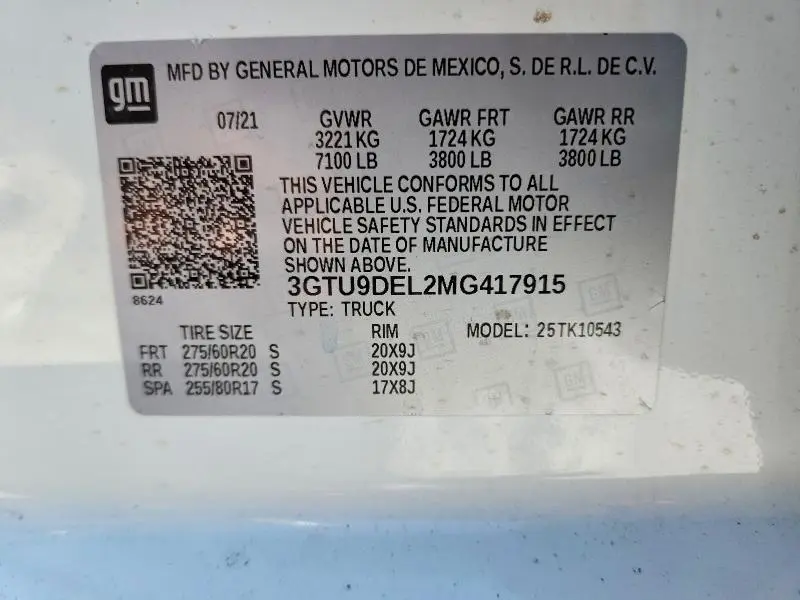 gm
MFD BY GENERAL MOTORS DE MEXICO, S. DE R.L. DE C.V.
07/21 GVWR GAWR FRT GAWR RR
3221 KG 1724 KG 1724 KG
7100 LB 3800 LB 3800 LB
THIS VEHICLE CONFORMS TO ALL
APPLICABLE U.S. FEDERAL MOTOR
VEHICLE SAFETY STANDARDS IN EFFECT
ON THE DATE OF MANUFACTURE
SHOWN ABOVE.
3GTU9DEL2MG417915
8624
TYPE: TRUCK
TIRE SIZE RIM MODEL: 25TK10543
FRT 275/60R20 S 20X9J
RR 275/60R20 S 20X9J
SPA 255/80R17 S 17X8J